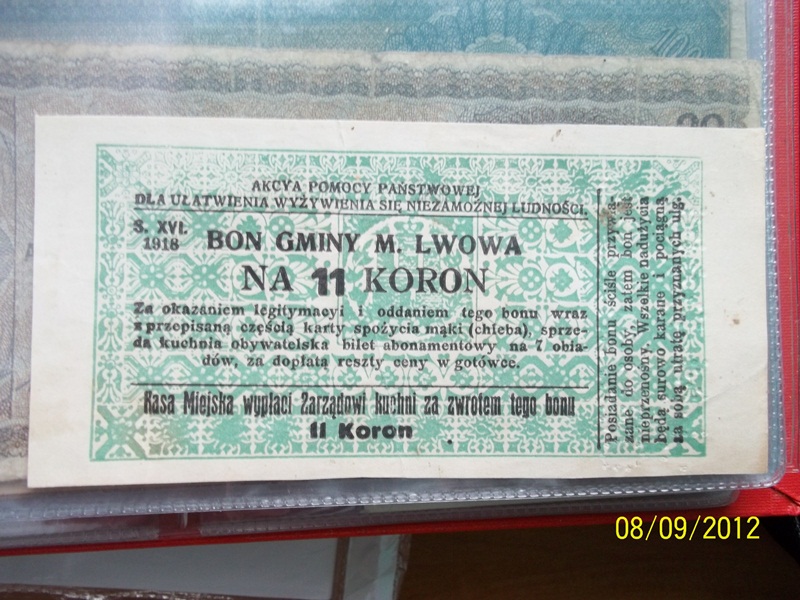 100
20
AKCYA POMOCY PAŃSTWOWEJ
DLA UŁATWIENIA WYŻYWIENIA SIĘ NIEZAMOŻNEJ LUDNOŚCI.
S. XVI.
1918
BON GMINY M. LWOWA
NA 11 KORON
Za okazaniem legitymacyi i oddaniem tego bonu wraz
z przepisaną częścią karty spożycia mąki (chleba), sprze-
da kuchnia obywatelska bilet abonamentowy na 7 obia-
dów, za dopłatą reszty ceny w gotówce.
Kasa Miejska wypłaci Zarządowi kuchni za zwrotem tego bonu
11 Koron
Posiadanie bonu ściśle przywią-
zane do osoby, zatem bon jest
nieprzenośny. Wszelkie nadużycia
będą surowo karane i pociągną
za sobą utratę przyznanych ulg.
08/09/2012